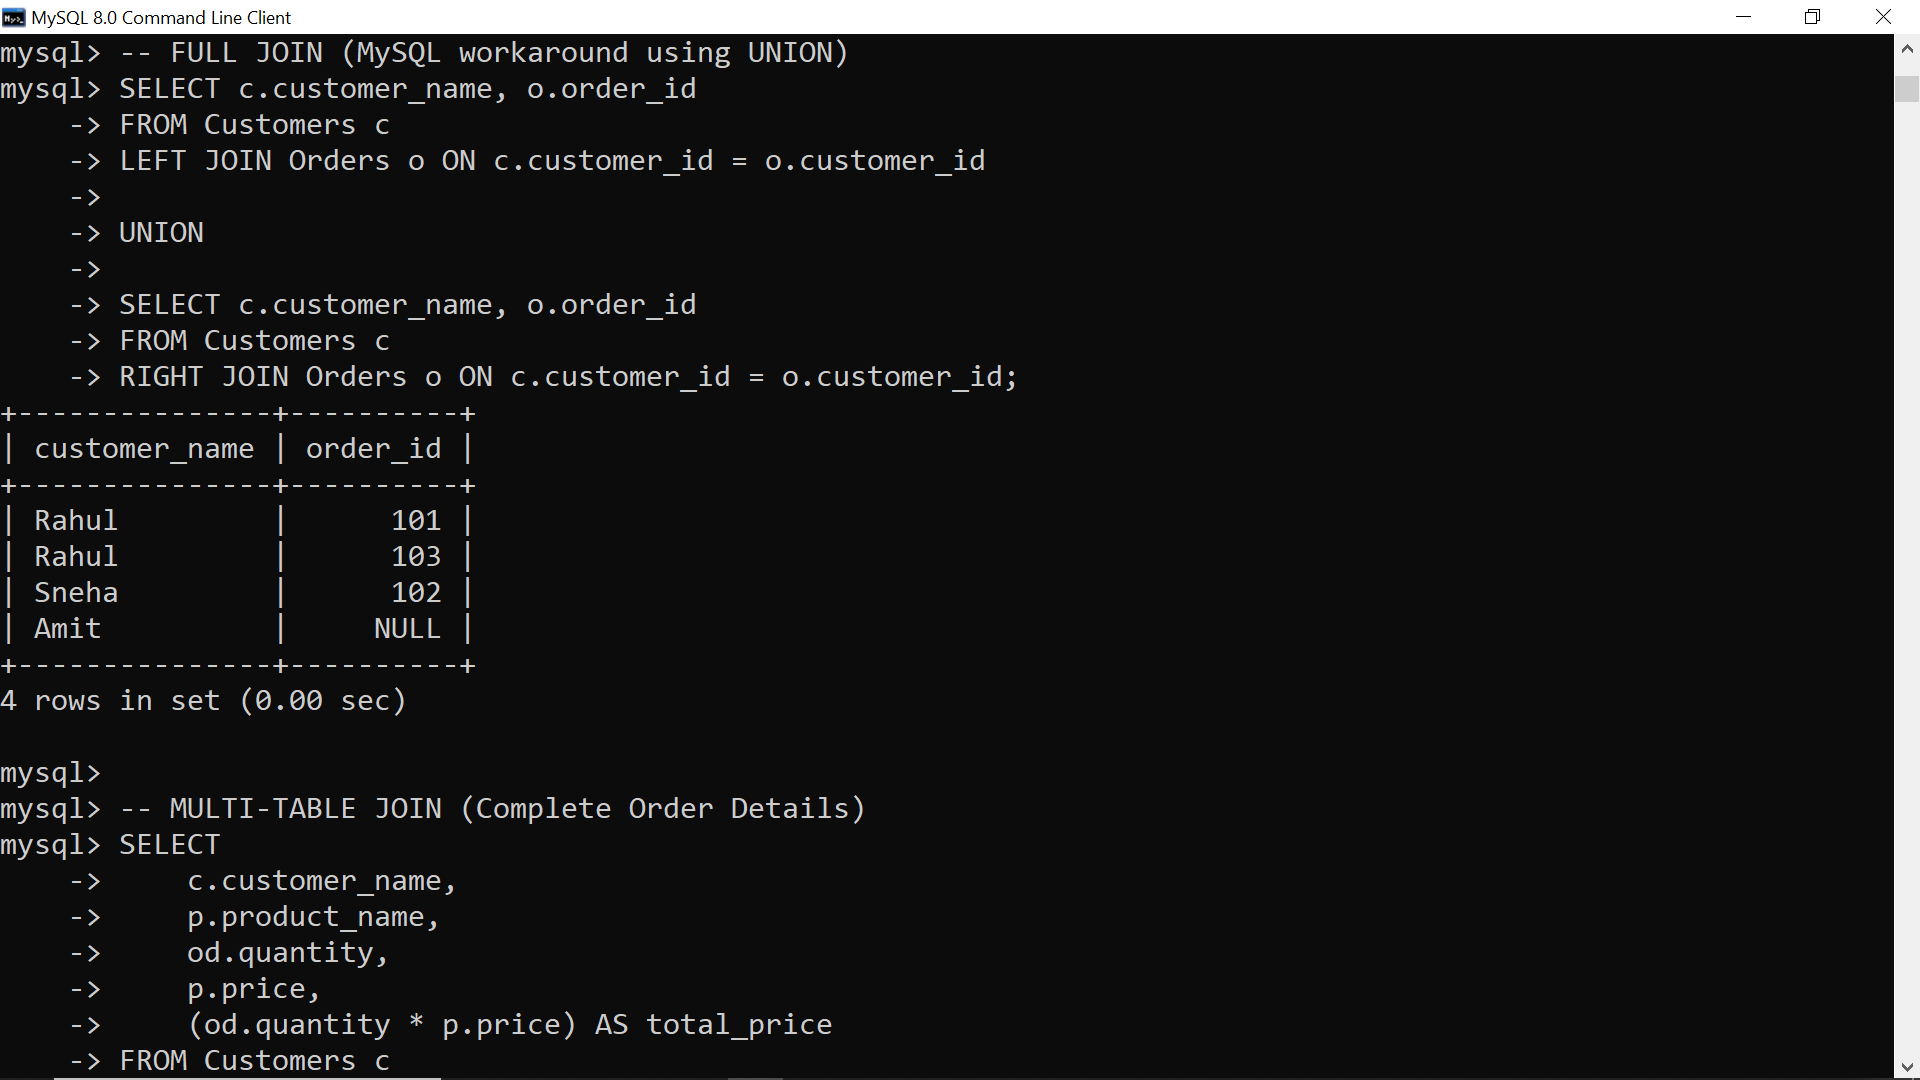 MySQL 8.0 Command Line Client
mysql> -- FULL JOIN (MySQL workaround using UNION)
mysql> SELECT c.customer_name, o.order_id
    -> FROM Customers c
    -> LEFT JOIN Orders o ON c.customer_id = o.customer_id
    ->
    -> UNION
    ->
    -> SELECT c.customer_name, o.order_id
    -> FROM Customers c
    -> RIGHT JOIN Orders o ON c.customer_id = o.customer_id;
+---------------+----------+
| customer_name | order_id |
+---------------+----------+
| Rahul         |      101 |
| Rahul         |      103 |
| Sneha         |      102 |
| Amit          |     NULL |
+---------------+----------+
4 rows in set (0.00 sec)

mysql>
mysql> -- MULTI-TABLE JOIN (Complete Order Details)
mysql> SELECT
    ->     c.customer_name,
    ->     p.product_name,
    ->     od.quantity,
    ->     p.price,
    ->     (od.quantity * p.price) AS total_price
    -> FROM Customers c